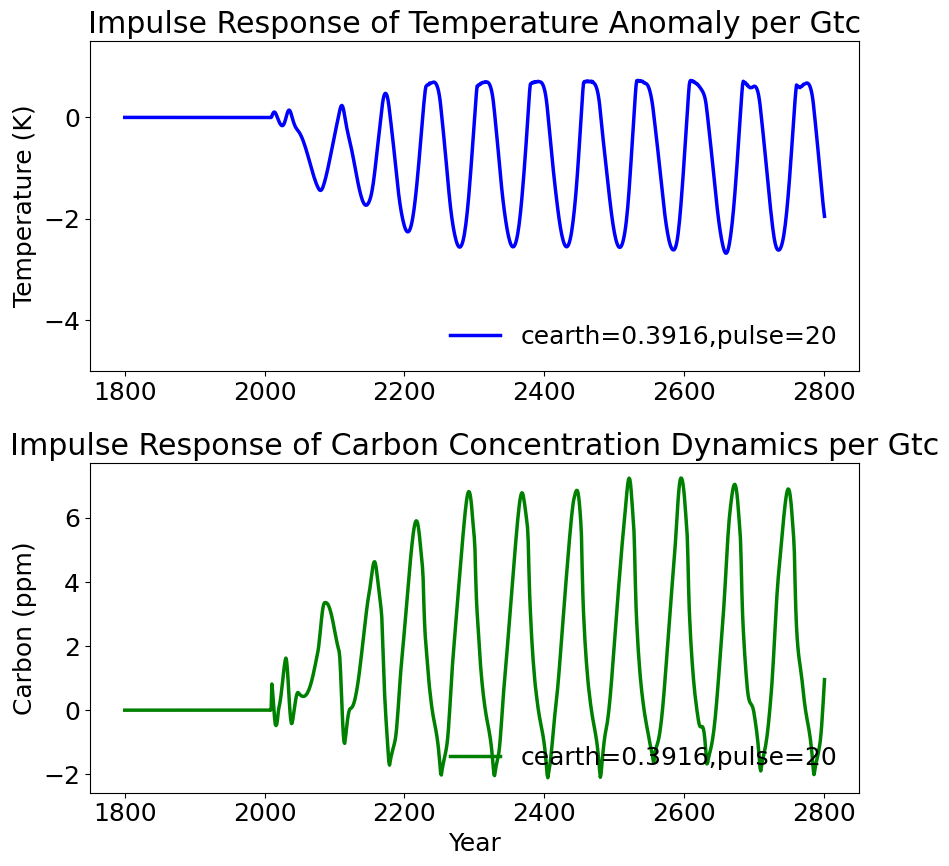 Impulse Response of Temperature Anomaly per Gtc
Temperature (K)
0
−2
−4
cearth=0.3916,pulse=20
1800 2000 2200 2400 2600 2800
Impulse Response of Carbon Concentration Dynamics per Gtc
Carbon (ppm)
6
4
2
0
−2
cearth=0.3916,pulse=20
1800 2000 2200 2400 2600 2800
Year